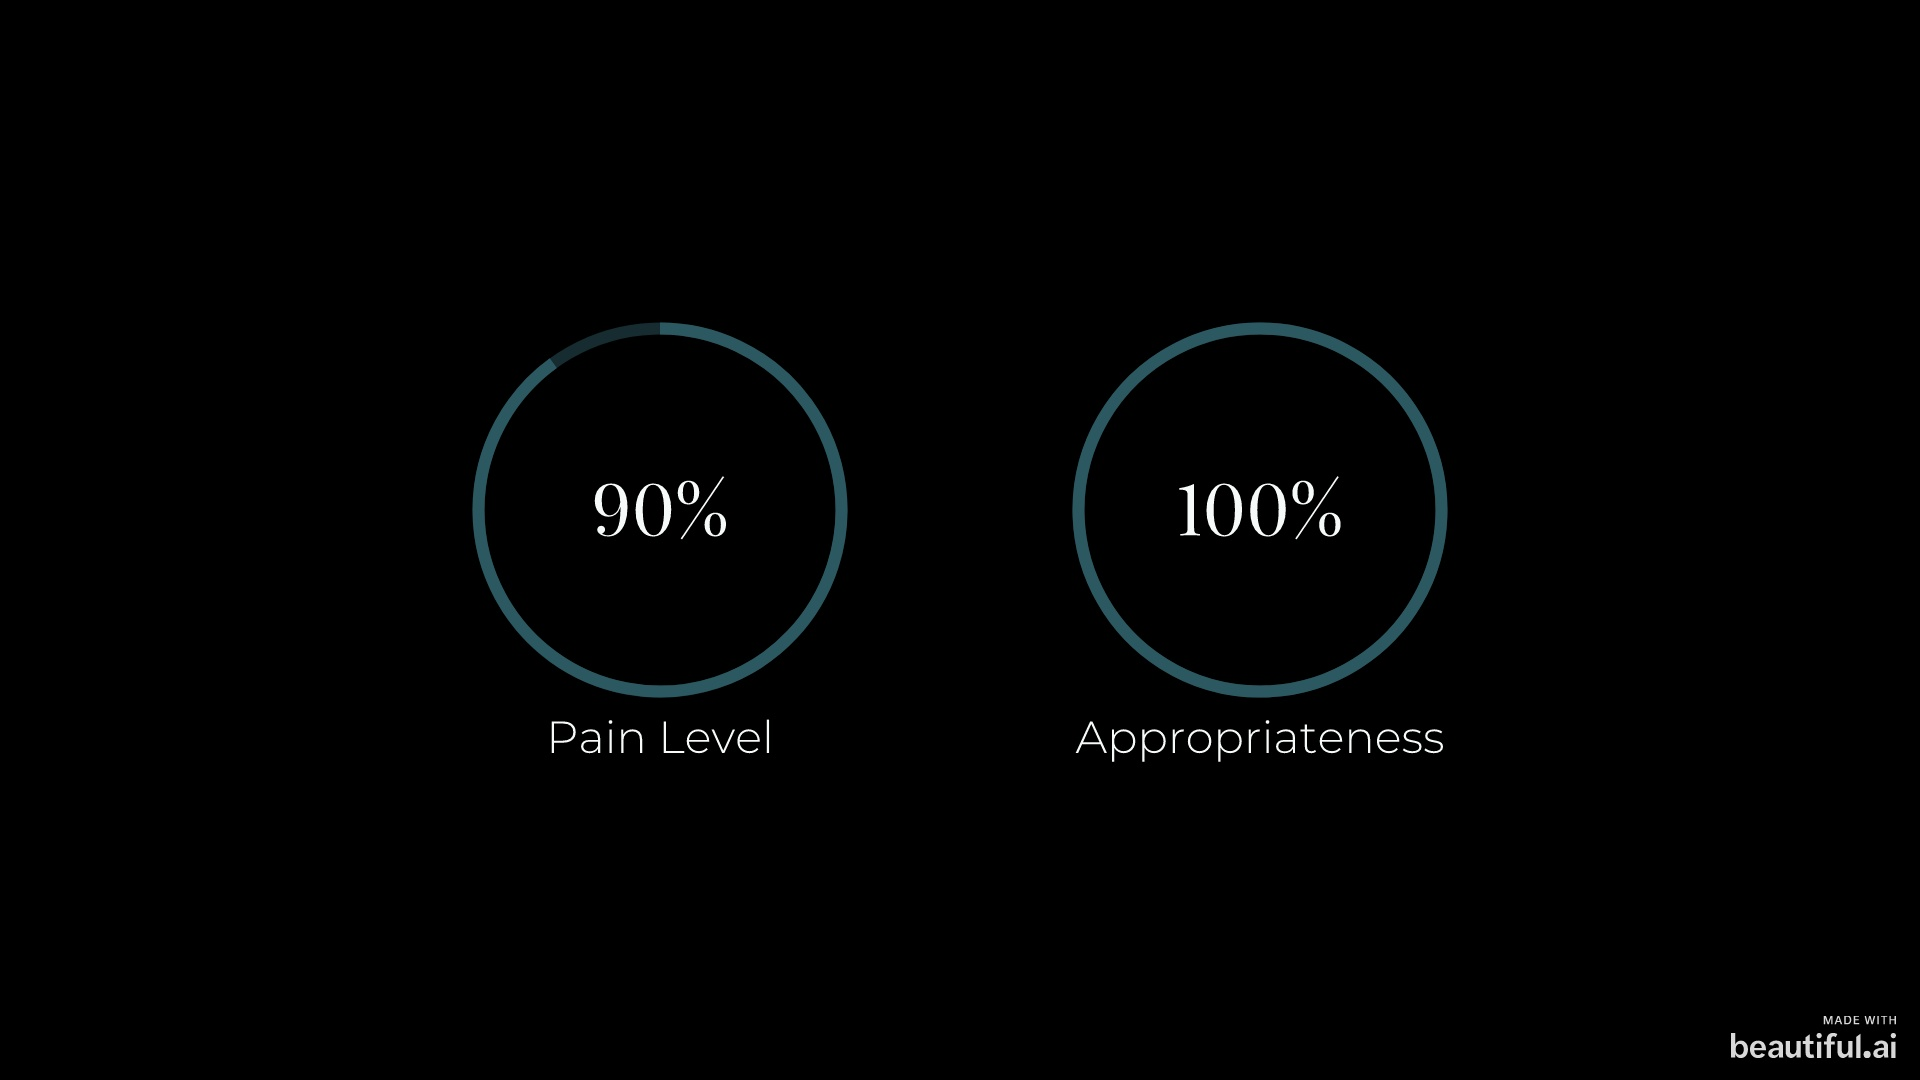 90%
100%
Pain Level
Appropriateness
MADE WITH
beautiful.ai